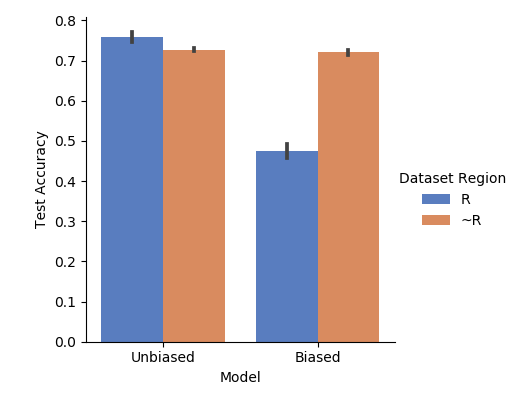 0.8
0.7
0.6
0.5
0.4
0.3
0.2
0.1
0.0
Test Accuracy
Unbiased
Biased
Model
Dataset Region
R
~R